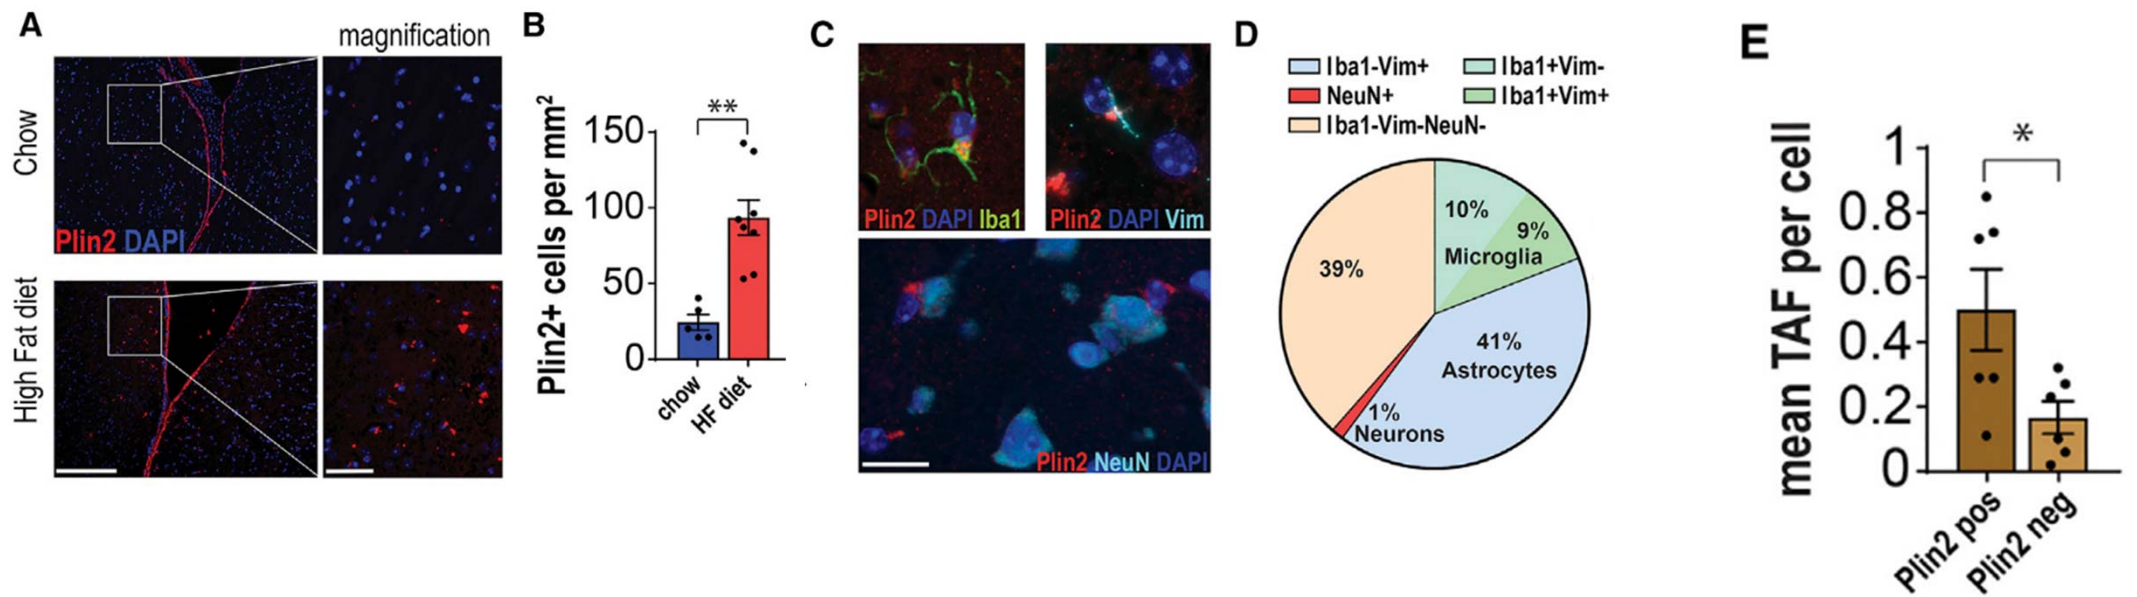 A
magnification
Chow
Plin2 DAPI
High Fat diet
B
**
Plin2+ cells per mm²
150
100
50
0
chow
HF diet
C
Plin2 DAPI Iba1
Plin2 DAPI Vim
Plin2 NeuN DAPI
D
Iba1-Vim+
Iba1+Vim-
NeuN+
Iba1+Vim+
Iba1-Vim-NeuN-
10%
9%
Microglia
39%
41%
Astrocytes
1%
Neurons
E
*
mean TAF per cell
1
0.8
0.6
0.4
0.2
0
Plin2 pos
Plin2 neg